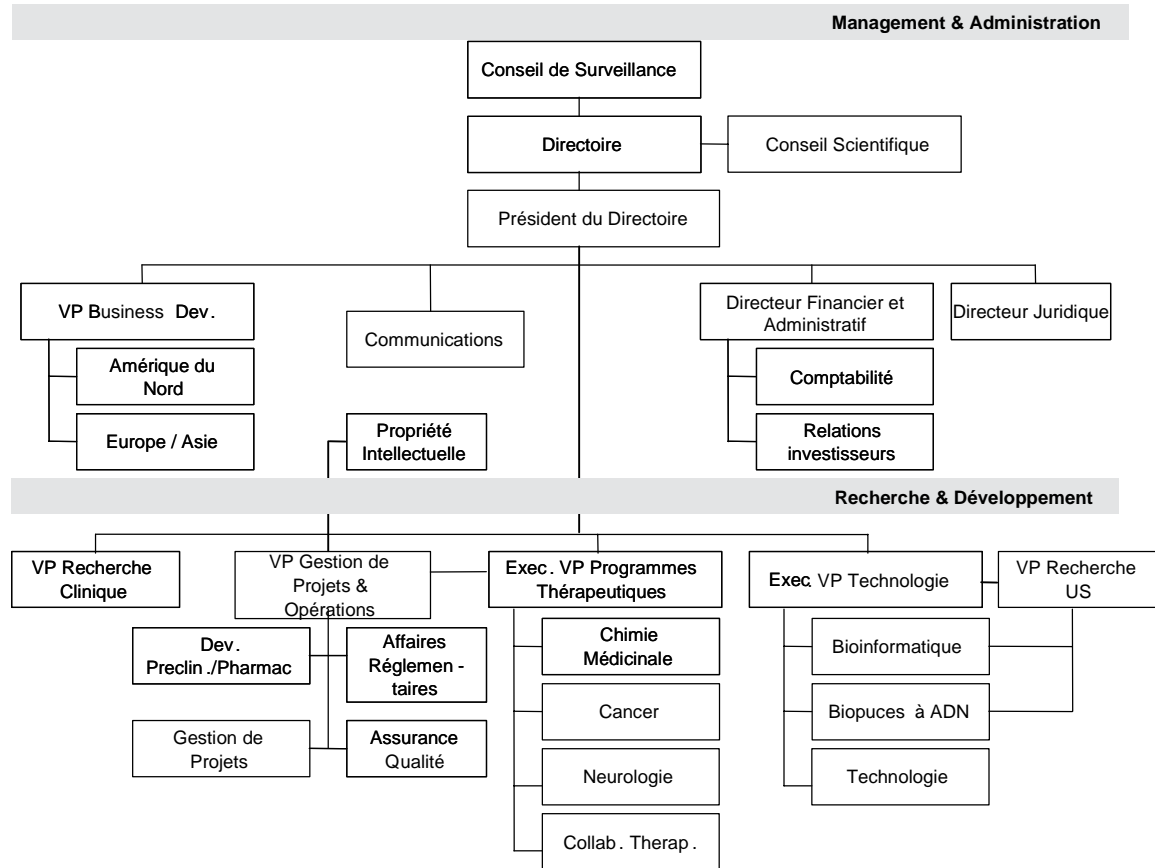 Management & Administration
Conseil de Surveillance
Directoire
Conseil Scientifique
Président du Directoire
VP Business Dev.
Communications
Directeur Financier et
Administratif
Directeur Juridique
Amérique du
Nord
Comptabilité
Europe / Asie
Propriété
Intellectuelle
Relations
investisseurs
Recherche & Développement
VP Recherche
Clinique
VP Gestion de
Projets &
Opérations
Exec. VP Programmes
Thérapeutiques
Exec. VP Technologie
VP Recherche
US
Dev.
Preclin./Pharmac
Affaires
Réglemen -
taires
Chimie
Médicinale
Bioinformatique
Cancer
Biopuces à ADN
Gestion de
Projets
Assurance
Qualité
Neurologie
Technologie
Collab. Therap.